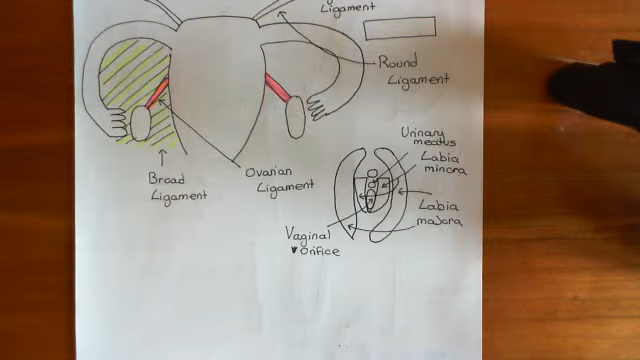 Ligament
Round
Ligament
Urinary
meatus
Labia
minora
Ovarian
Ligament
Broad
Ligament
Labia
majora
Vaginal
orifice